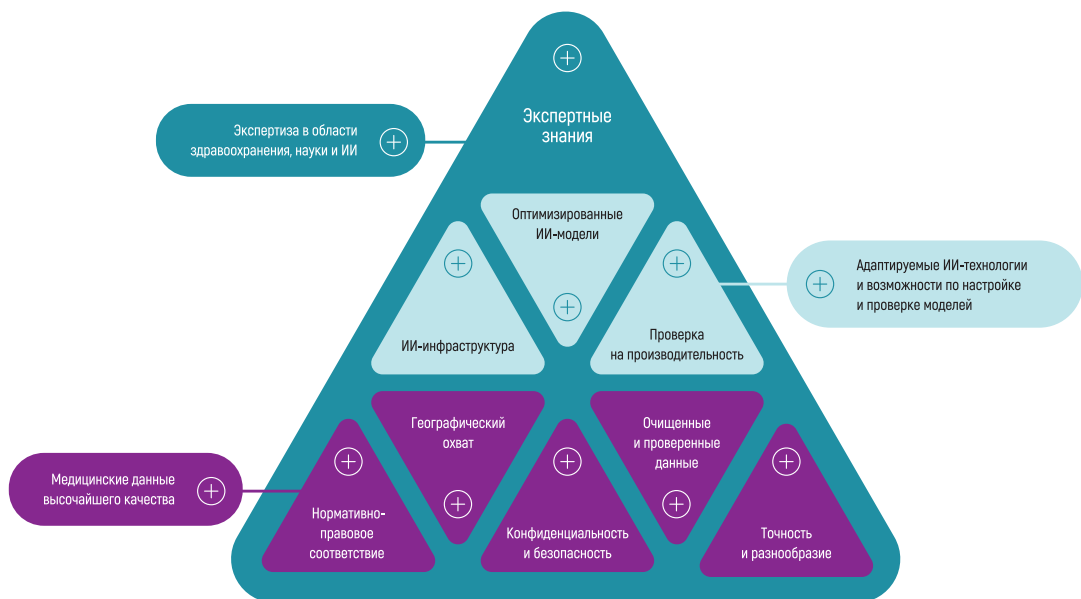 Экспертные
знания
Экспертиза в области
здравоохранения, науки и ИИ
Оптимизированные
ИИ-модели
ИИ-инфраструктура
Проверка
на производительность
Адаптируемые ИИ-технологии
и возможности по настройке
и проверке моделей
Географический
охват
Очищенные
и проверенные
данные
Медицинские данные
высочайшего качества
Нормативно-
правовое
соответствие
Конфиденциальность
и безопасность
Точность
и разнообразие